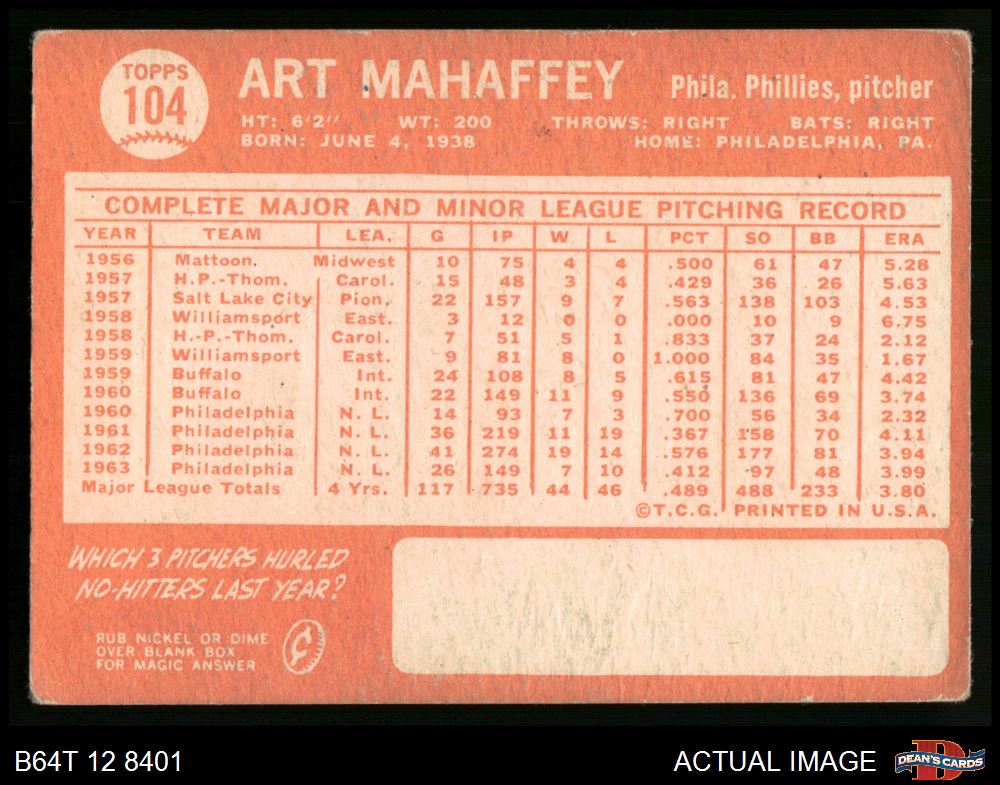 TOPPS
104
ART MAHAFFEY Phila. Phillies, pitcher
HT: 6'2" WT: 200 THROWS: RIGHT BATS: RIGHT
BORN: JUNE 4, 1938 HOME: PHILADELPHIA, PA.
COMPLETE MAJOR AND MINOR LEAGUE PITCHING RECORD
YEAR TEAM LEA. G IP W L PCT SO BB ERA
1956 Mattoon. Midwest 10 75 4 4 .500 61 47 5.28
1957 H.P.-Thom. Carol. 15 48 3 4 .429 36 26 5.63
1957 Salt Lake City Pion. 22 157 9 7 .563 138 103 4.53
1958 Williamsport East. 3 12 0 0 .000 10 9 6.75
1958 H.-P.-Thom. Carol. 7 51 5 1 .833 37 24 2.12
1959 Williamsport East. 9 81 8 0 1.000 84 35 1.67
1959 Buffalo Int. 24 108 8 5 .615 81 47 4.42
1960 Buffalo Int. 22 149 11 9 .550 136 69 3.74
1960 Philadelphia N. L. 14 93 7 3 .700 56 34 2.32
1961 Philadelphia N. L. 36 219 11 19 .367 158 70 4.11
1962 Philadelphia N. L. 41 274 19 14 .576 177 81 3.94
1963 Philadelphia N. L. 26 149 7 10 .412 97 48 3.99
Major League Totals 4 Yrs. 117 735 44 46 .489 488 233 3.80
©T.C.G. PRINTED IN U.S.A.
WHICH 3 PITCHERS HURLED
NO-HITTERS LAST YEAR?
RUB NICKEL OR DIME
OVER BLANK BOX
FOR MAGIC ANSWER
B64T 12 8401 ACTUAL IMAGE
DEAN'S CARDS